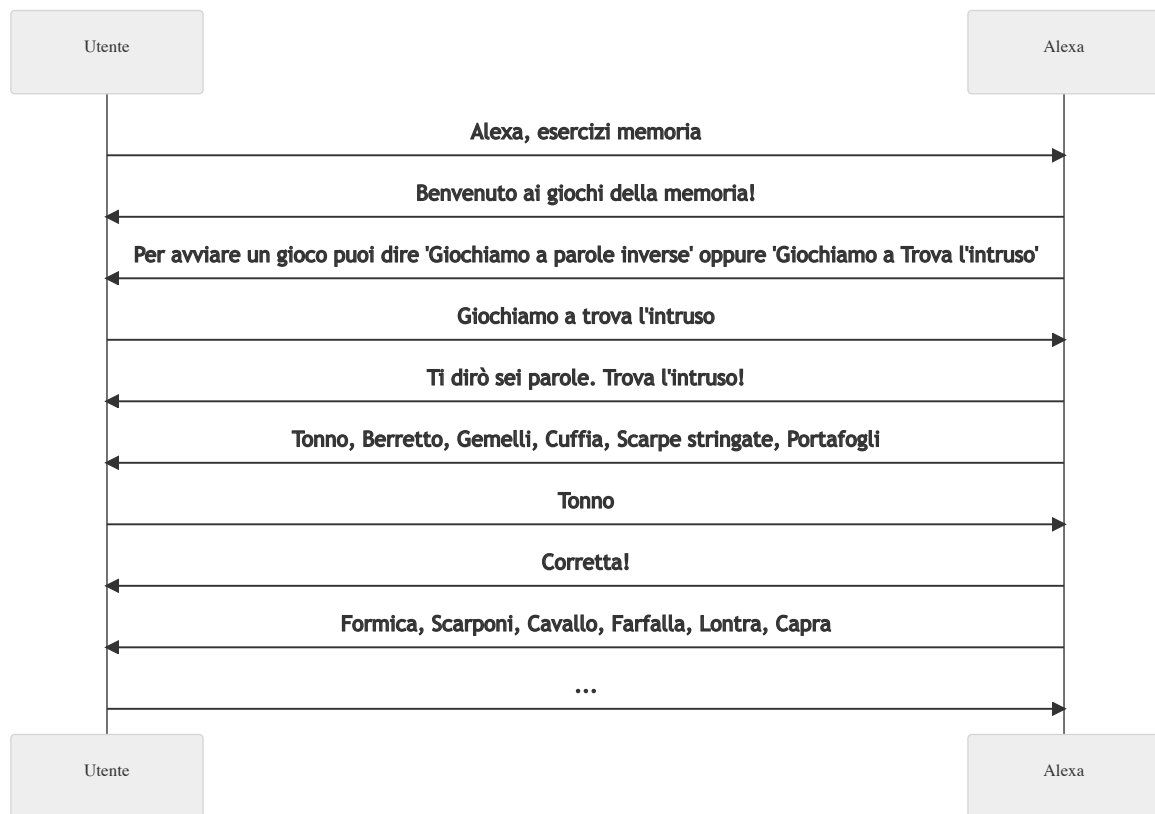 Utente
Alexa
Alexa, esercizi memoria
Benvenuto ai giochi della memoria!
Per avviare un gioco puoi dire 'Giochiamo a parole inverse' oppure 'Giochiamo a Trova l'intruso'
Giochiamo a trova l'intruso
Ti dirò sei parole. Trova l'intruso!
Tonno, Berretto, Gemelli, Cuffia, Scarpe stringate, Portafogli
Tonno
Corretta!
Formica, Scarponi, Cavallo, Farfalla, Lontra, Capra
...
Utente
Alexa